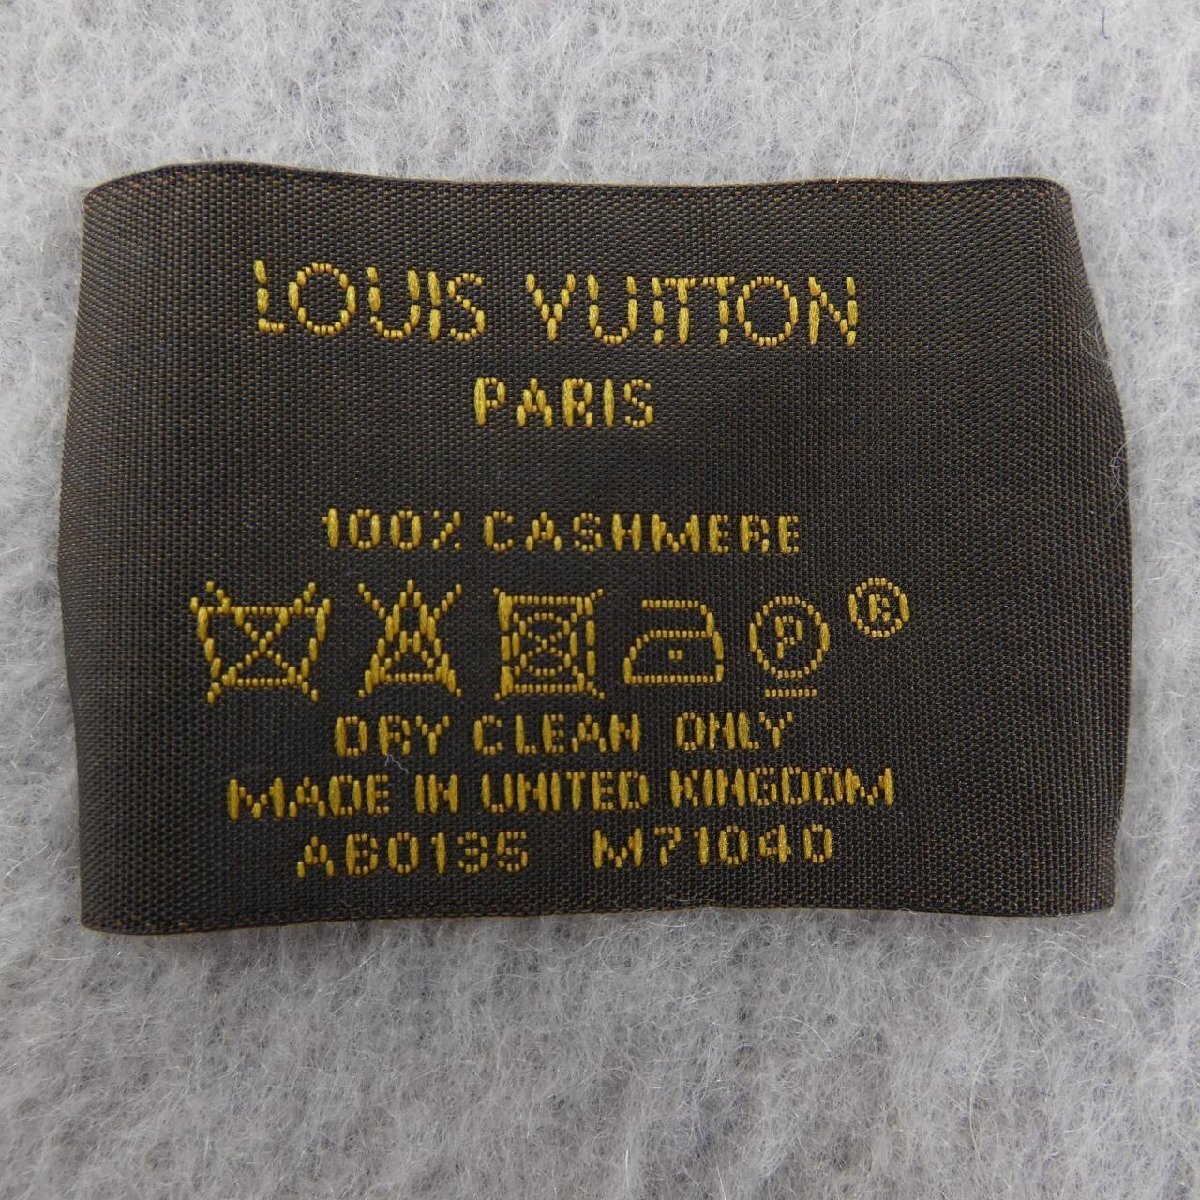 LOUIS VUITTON
PARIS
100% CASHMERE
P ®
DRY CLEAN ONLY
MADE IN UNITED KINGDOM
AB0135 M71040